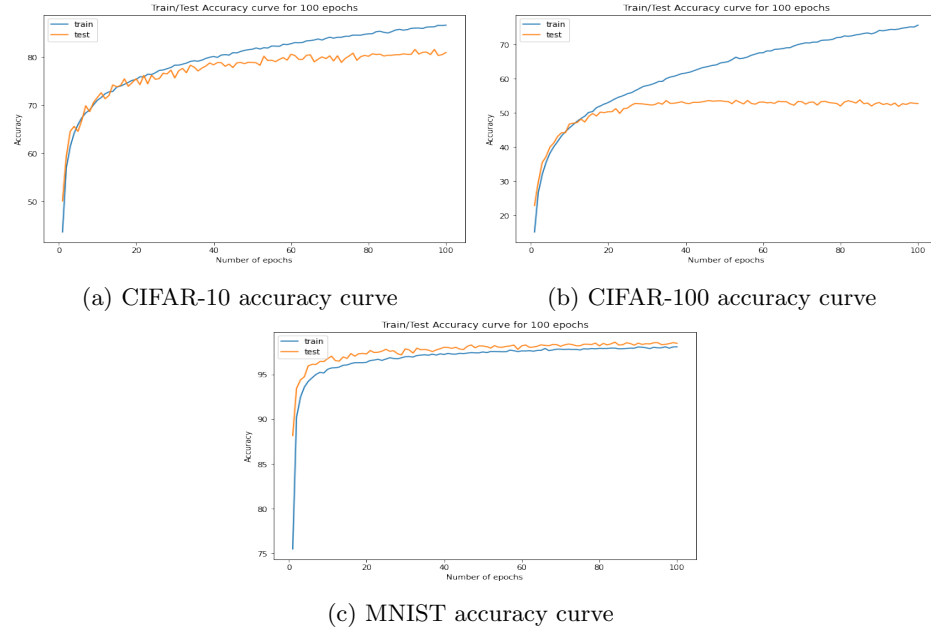 Train/Test Accuracy curve for 100 epochs
train
test
80
70
60
50
Accuracy
0 20 40 60 80 100
Number of epochs
(a) CIFAR-10 accuracy curve
Train/Test Accuracy curve for 100 epochs
train
test
70
60
50
40
30
20
Accuracy
0 20 40 60 80 100
Number of epochs
(b) CIFAR-100 accuracy curve
Train/Test Accuracy curve for 100 epochs
train
test
95
90
85
80
75
Accuracy
0 20 40 60 80 100
Number of epochs
(c) MNIST accuracy curve